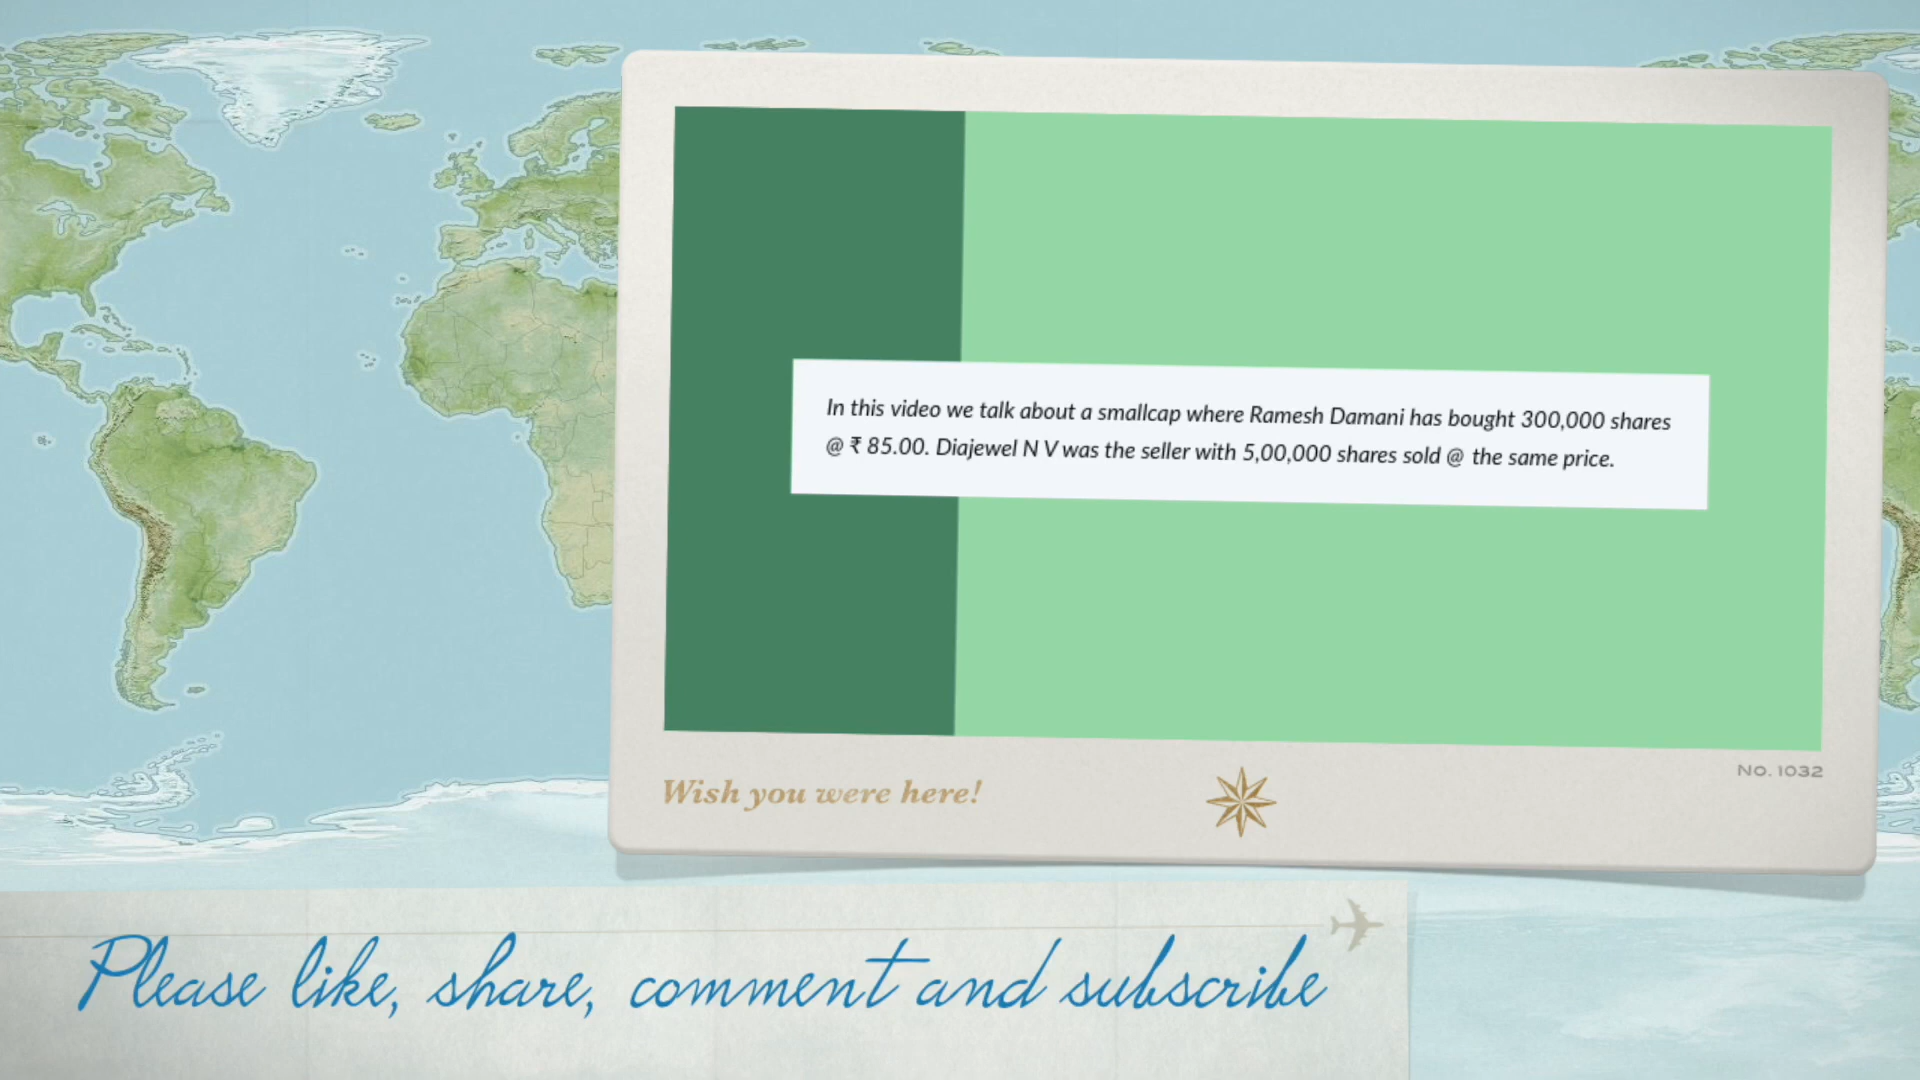 In this video we talk about a smallcap where Ramesh Damani has bought 300,000 shares
@ ₹ 85.00. Diajewel N V was the seller with 5,00,000 shares sold @ the same price.
Wish you were here!
NO. 1032
Please like, share, comment and subscribe